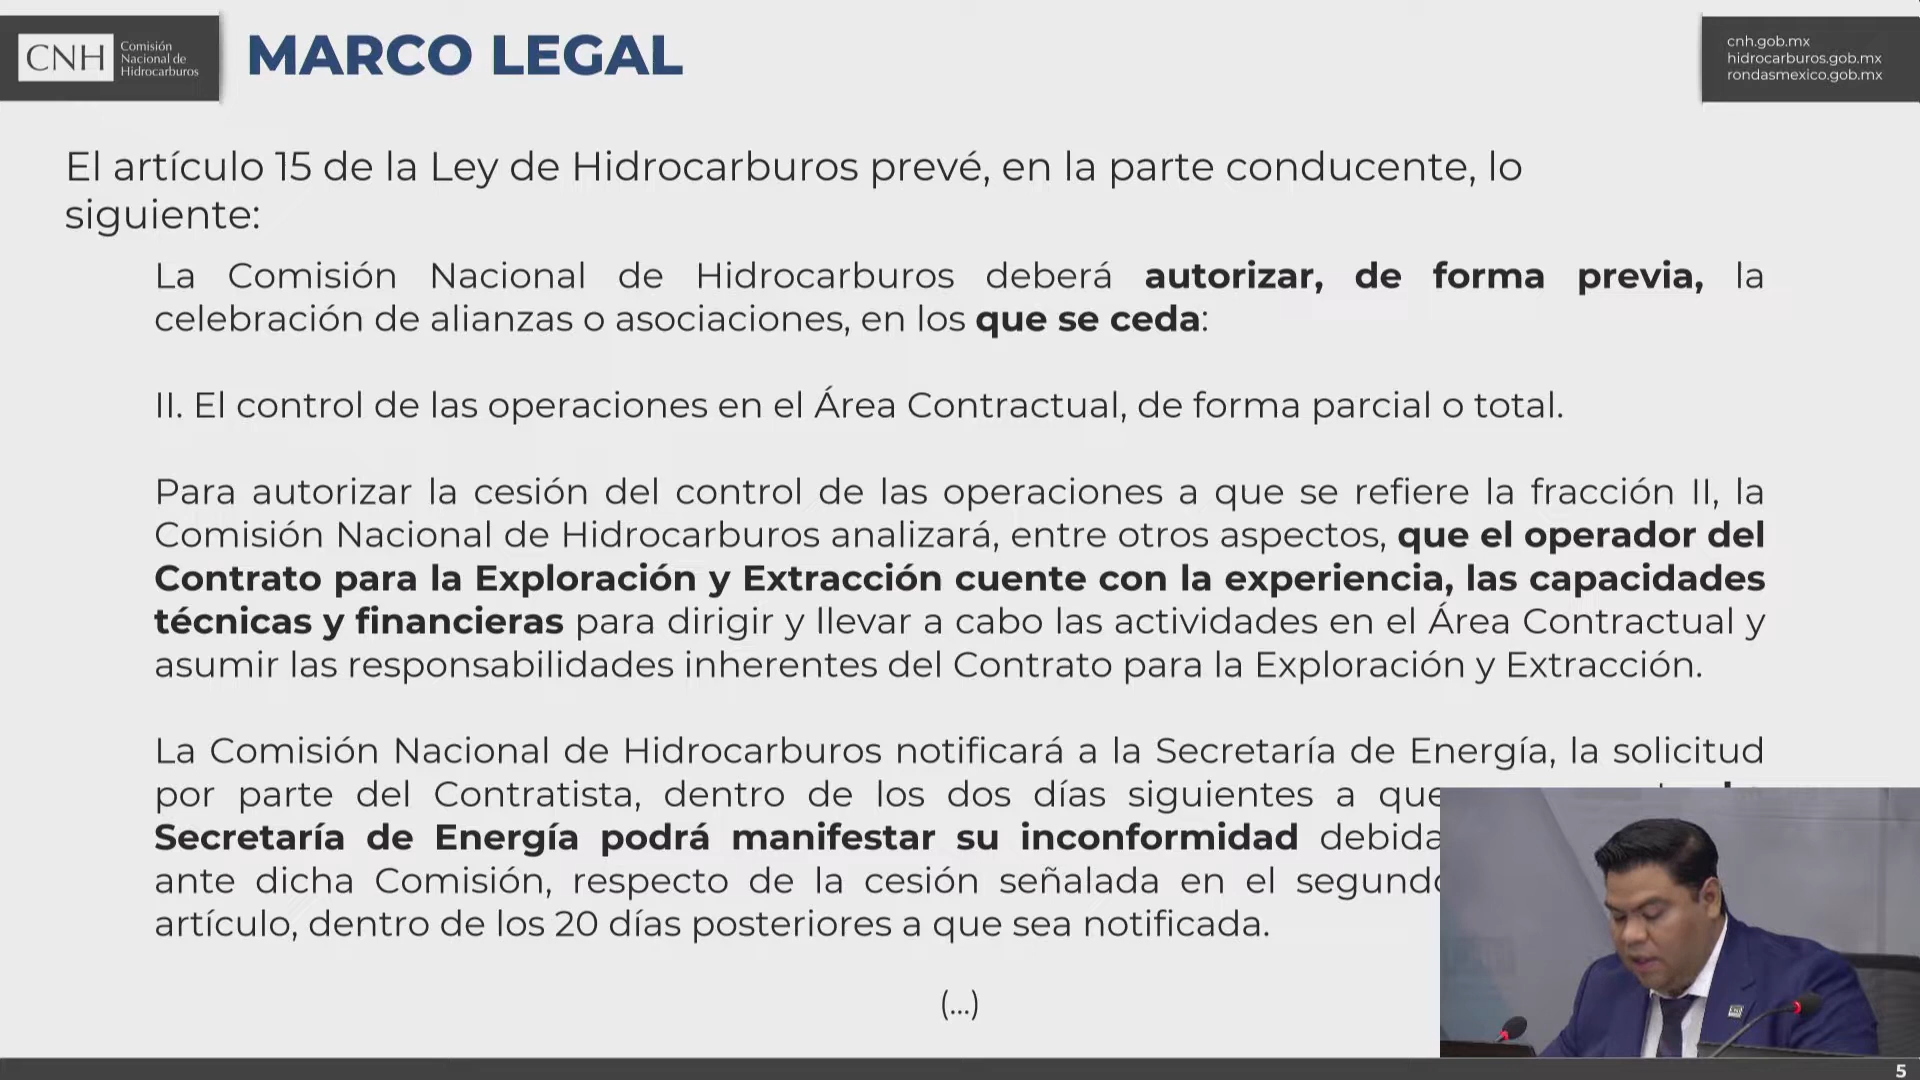 CNH
Comisión
Nacional de
Hidrocarburos
MARCO LEGAL
cnh.gob.mx
hidrocarburos.gob.mx
rondasmexico.gob.mx
El artículo 15 de la Ley de Hidrocarburos prevé, en la parte conducente, lo
siguiente:
La Comisión Nacional de Hidrocarburos deberá autorizar, de forma previa, la
celebración de alianzas o asociaciones, en los que se ceda:
II. El control de las operaciones en el Área Contractual, de forma parcial o total.
Para autorizar la cesión del control de las operaciones a que se refiere la fracción II, la
Comisión Nacional de Hidrocarburos analizará, entre otros aspectos, que el operador del
Contrato para la Exploración y Extracción cuente con la experiencia, las capacidades
técnicas y financieras para dirigir y llevar a cabo las actividades en el Área Contractual y
asumir las responsabilidades inherentes del Contrato para la Exploración y Extracción.
La Comisión Nacional de Hidrocarburos notificará a la Secretaría de Energía, la solicitud
por parte del Contratista, dentro de los dos días siguientes a que
Secretaría de Energía podrá manifestar su inconformidad
ante dicha Comisión, respecto de la cesión señalada en el
artículo, dentro de los 20 días posteriores a que sea notificada.
(...)
5